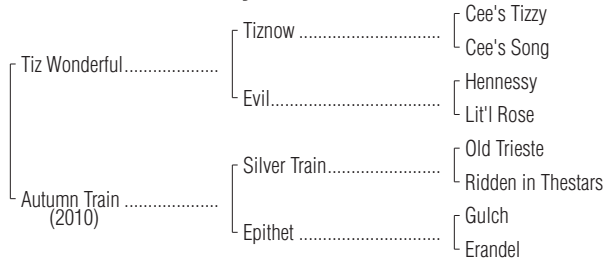 Cee's Tizzy
Tiznow
Cee's Song
Tiz Wonderful
Hennessy
Evil
Lit'l Rose
Old Trieste
Silver Train
Ridden in Thestars
Autumn Train
(2010)
Gulch
Epithet
Erandel